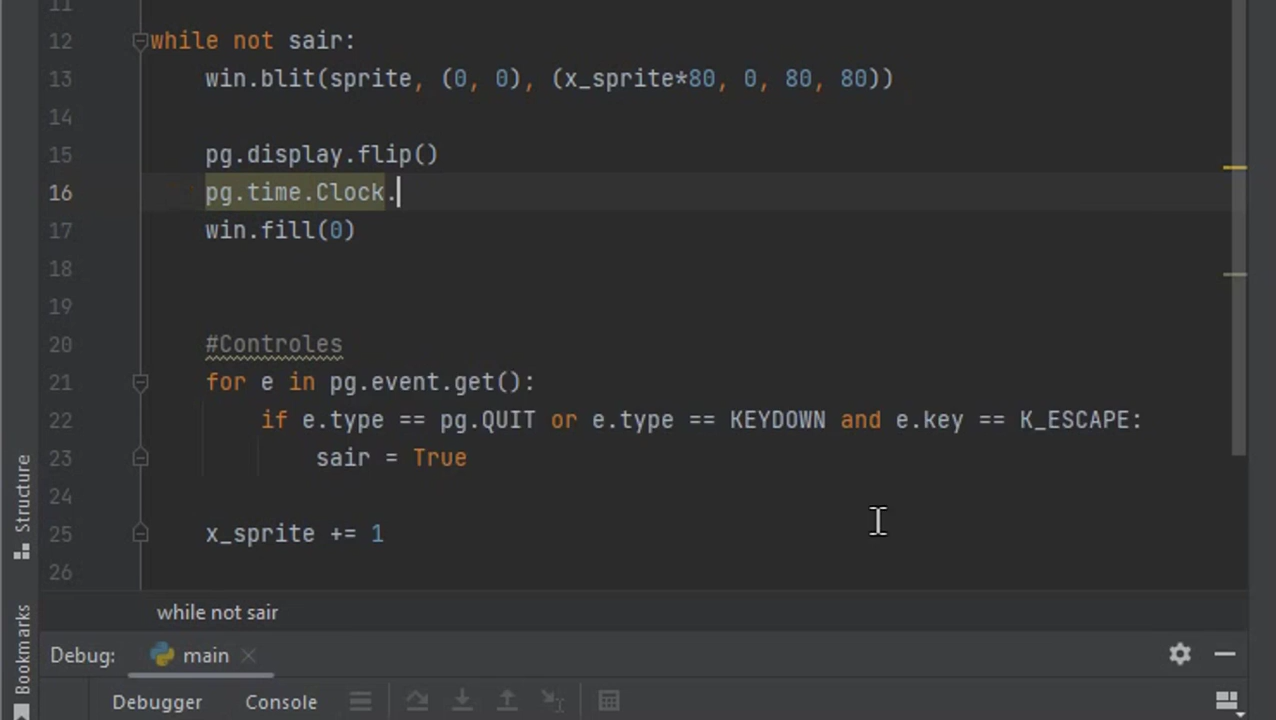 11
12 while not sair:
13 win.blit(sprite, (0, 0), (x_sprite*80, 0, 80, 80))
14
15 pg.display.flip()
16 pg.time.Clock.
17 win.fill(0)
18
19
20 #Controles
21 for e in pg.event.get():
22 if e.type == pg.QUIT or e.type == KEYDOWN and e.key == K_ESCAPE:
23 sair = True
24
25 x_sprite += 1
26
Structure
Bookmarks
while not sair
Debug: main
Debugger Console